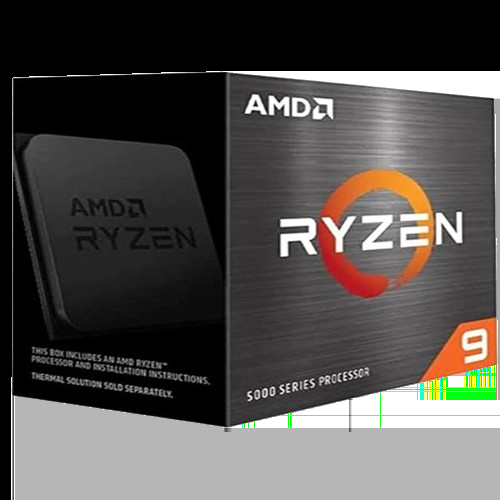 AMD
RYZEN
THIS BOX INCLUDES AN AMD RYZEN™
PROCESSOR AND INSTALLATION INSTRUCTIONS.
THERMAL SOLUTION SOLD SEPARATELY.
AMD
RYZEN
9
5000 SERIES PROCESSOR